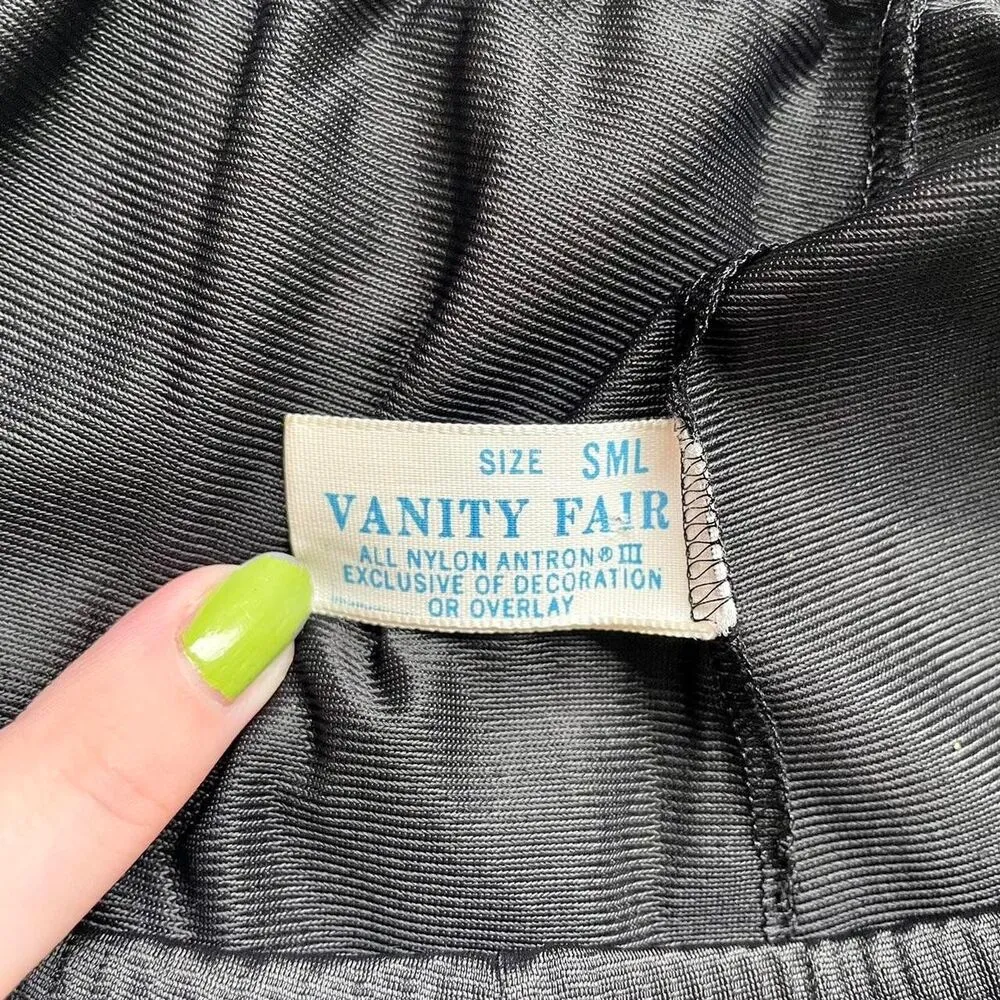 SIZE SML
VANITY FAIR
ALL NYLON ANTRON® III
EXCLUSIVE OF DECORATION
OR OVERLAY